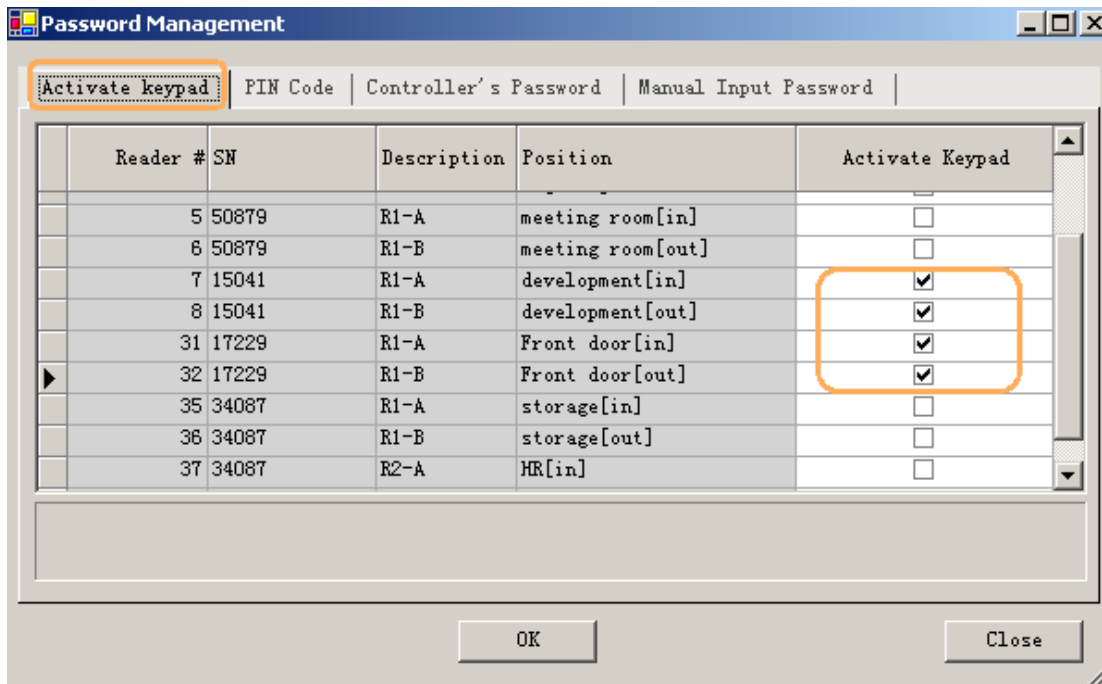 Password Management
Activate keypad PIN Code Controller's Password Manual Input Password
Reader # SN Description Position Activate Keypad
5 50879 R1-A meeting room[in]
6 50879 R1-B meeting room[out]
7 15041 R1-A development[in]
8 15041 R1-B development[out]
31 17229 R1-A Front door[in]
32 17229 R1-B Front door[out]
35 34087 R1-A storage[in]
36 34087 R1-B storage[out]
37 34087 R2-A HR[in]
OK Close